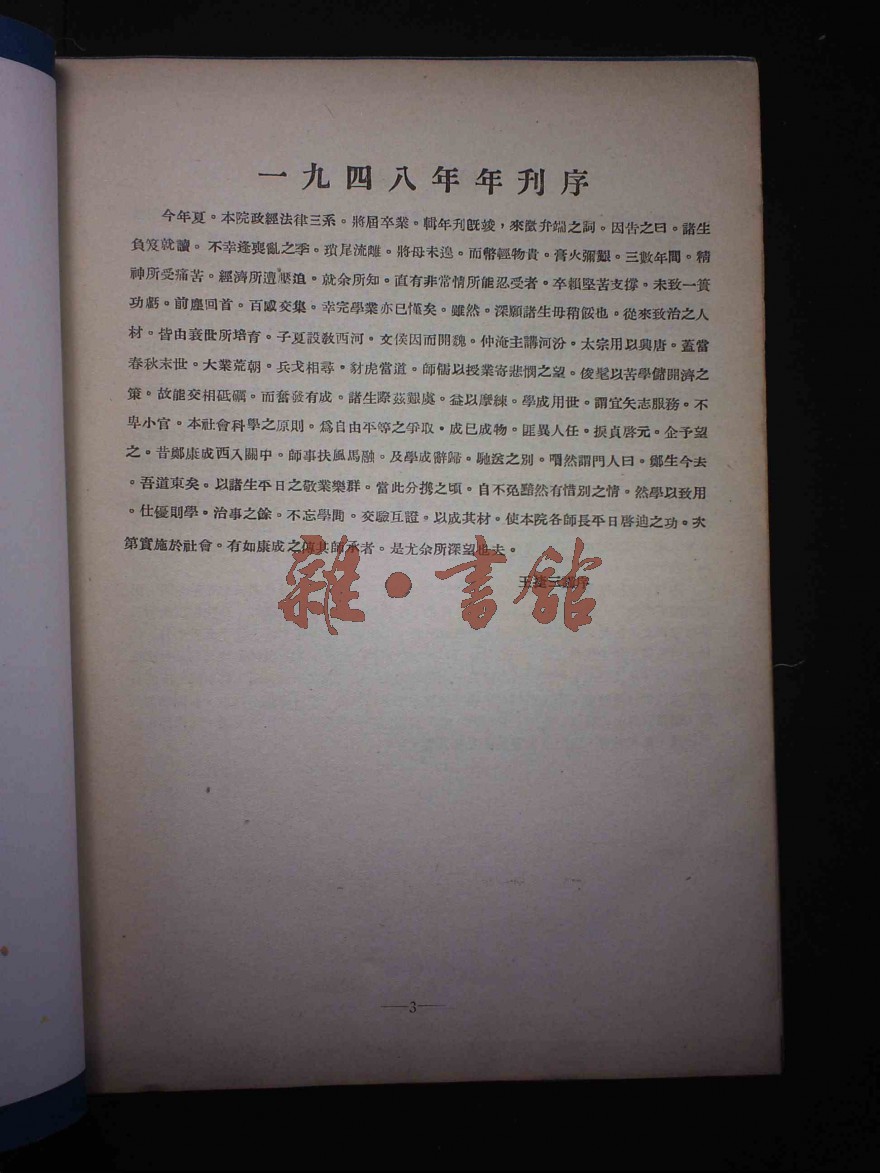 一九四八年年刊序
今年夏。本院政經法律三系。將屆卒業。輯年刊旣竣，來徵弁端之詞。因告之曰。諸生
負笈就讀。不幸逢喪亂之季。瑣尾流離。將母未遑。而幣輕物貴。膏火彌艱。三數年間。精
神所受痛苦。經濟所遭壓迫。就余所知。直有非常情所能忍受者。卒賴堅苦支撐。未致一簣
功虧。前塵回首。百感交集。幸完學業亦已慬矣。雖然。深願諸生毋稍餒也。從來致治之人
材。皆由衰世所培育。子夏設敎西河。文侯因而開魏。仲淹主講河汾。太宗用以興唐。蓋當
春秋末世。大業荒朝。兵戈相尋。豺虎當道。師儒以授業寄悲憫之望。俊髦以苦學儲開濟之
策。故能交相砥礪。而奮發有成。諸生際茲艱虞。益以摩練。學成用世。謂宜矢志服務。不
卑小官。本社會科學之原則。爲自由平等之爭取。成已成物。匪異人任。振貞啓元。企予望
之。昔鄭康成西入關中。師事扶風馬融。及學成辭歸。馳送之別。喟然謂門人曰。鄭生今去
。吾道東矣。以諸生平日之敬業樂群。當此分携之頃。自不免黯然有惜別之情。然學以致用
。仕優則學。治事之餘。不忘學問。交驗互證。以成其材。使本院各師長平日啓迪之功。次
第實施於社會。有如康成之傳其師承者。是尤余所深望也夫。
王捷三謹序
雜·書館
—3—